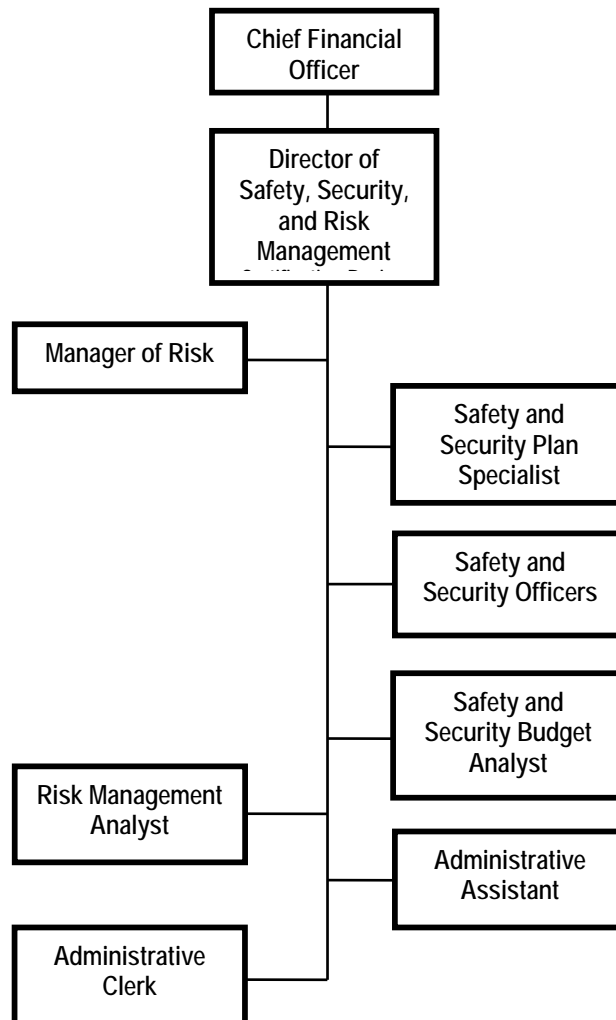 Chief Financial
Officer
Director of
Safety, Security,
and Risk
Management
Manager of Risk
Safety and
Security Plan
Specialist
Safety and
Security Officers
Safety and
Security Budget
Analyst
Risk Management
Analyst
Administrative
Assistant
Administrative
Clerk